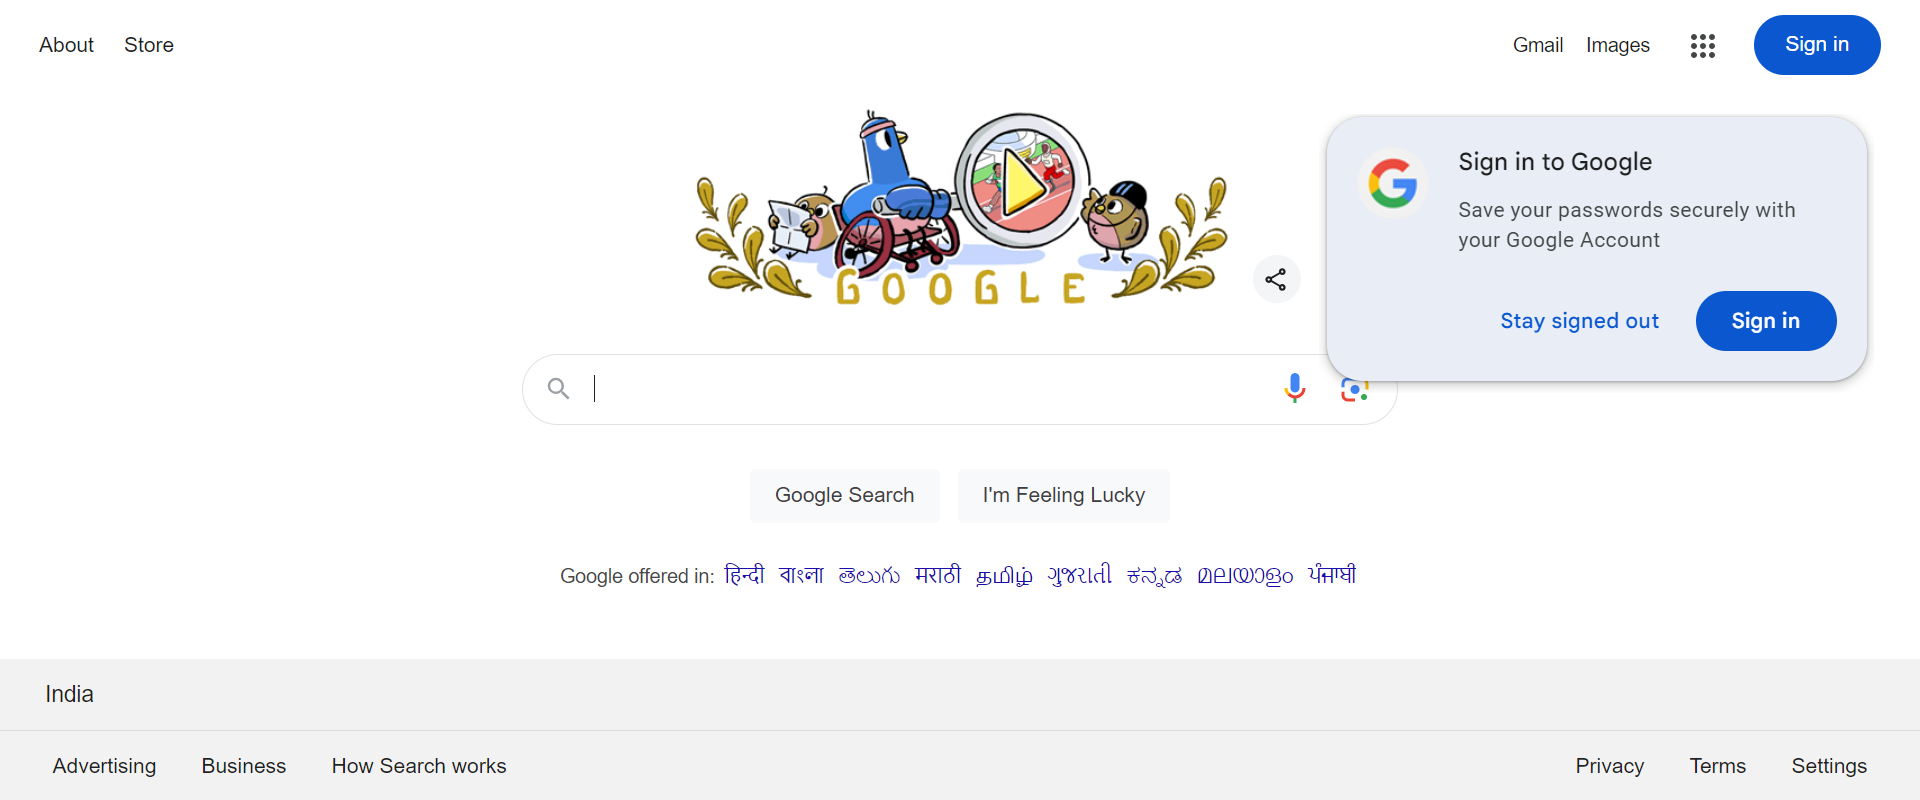 About Store
Gmail Images Sign in
GOOGLE
Sign in to Google
Save your passwords securely with
your Google Account
Stay signed out Sign in
Google Search I'm Feeling Lucky
Google offered in: हिन्दी বাংলা తెలుగు मराठी தமிழ் ગુજરાતી ಕನ್ನಡ മലയാളം ਪੰਜਾਬੀ
India
Advertising Business How Search works
Privacy Terms Settings